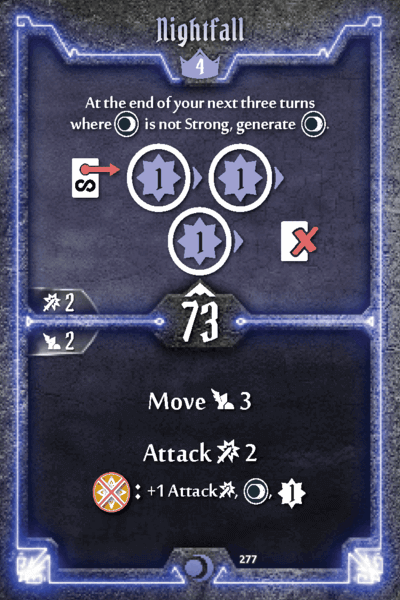 Nightfall
4
At the end of your next three turns
where is not Strong, generate .
1 1
1
2
73
2
Move 3
Attack 2
: +1 Attack , , 1
277